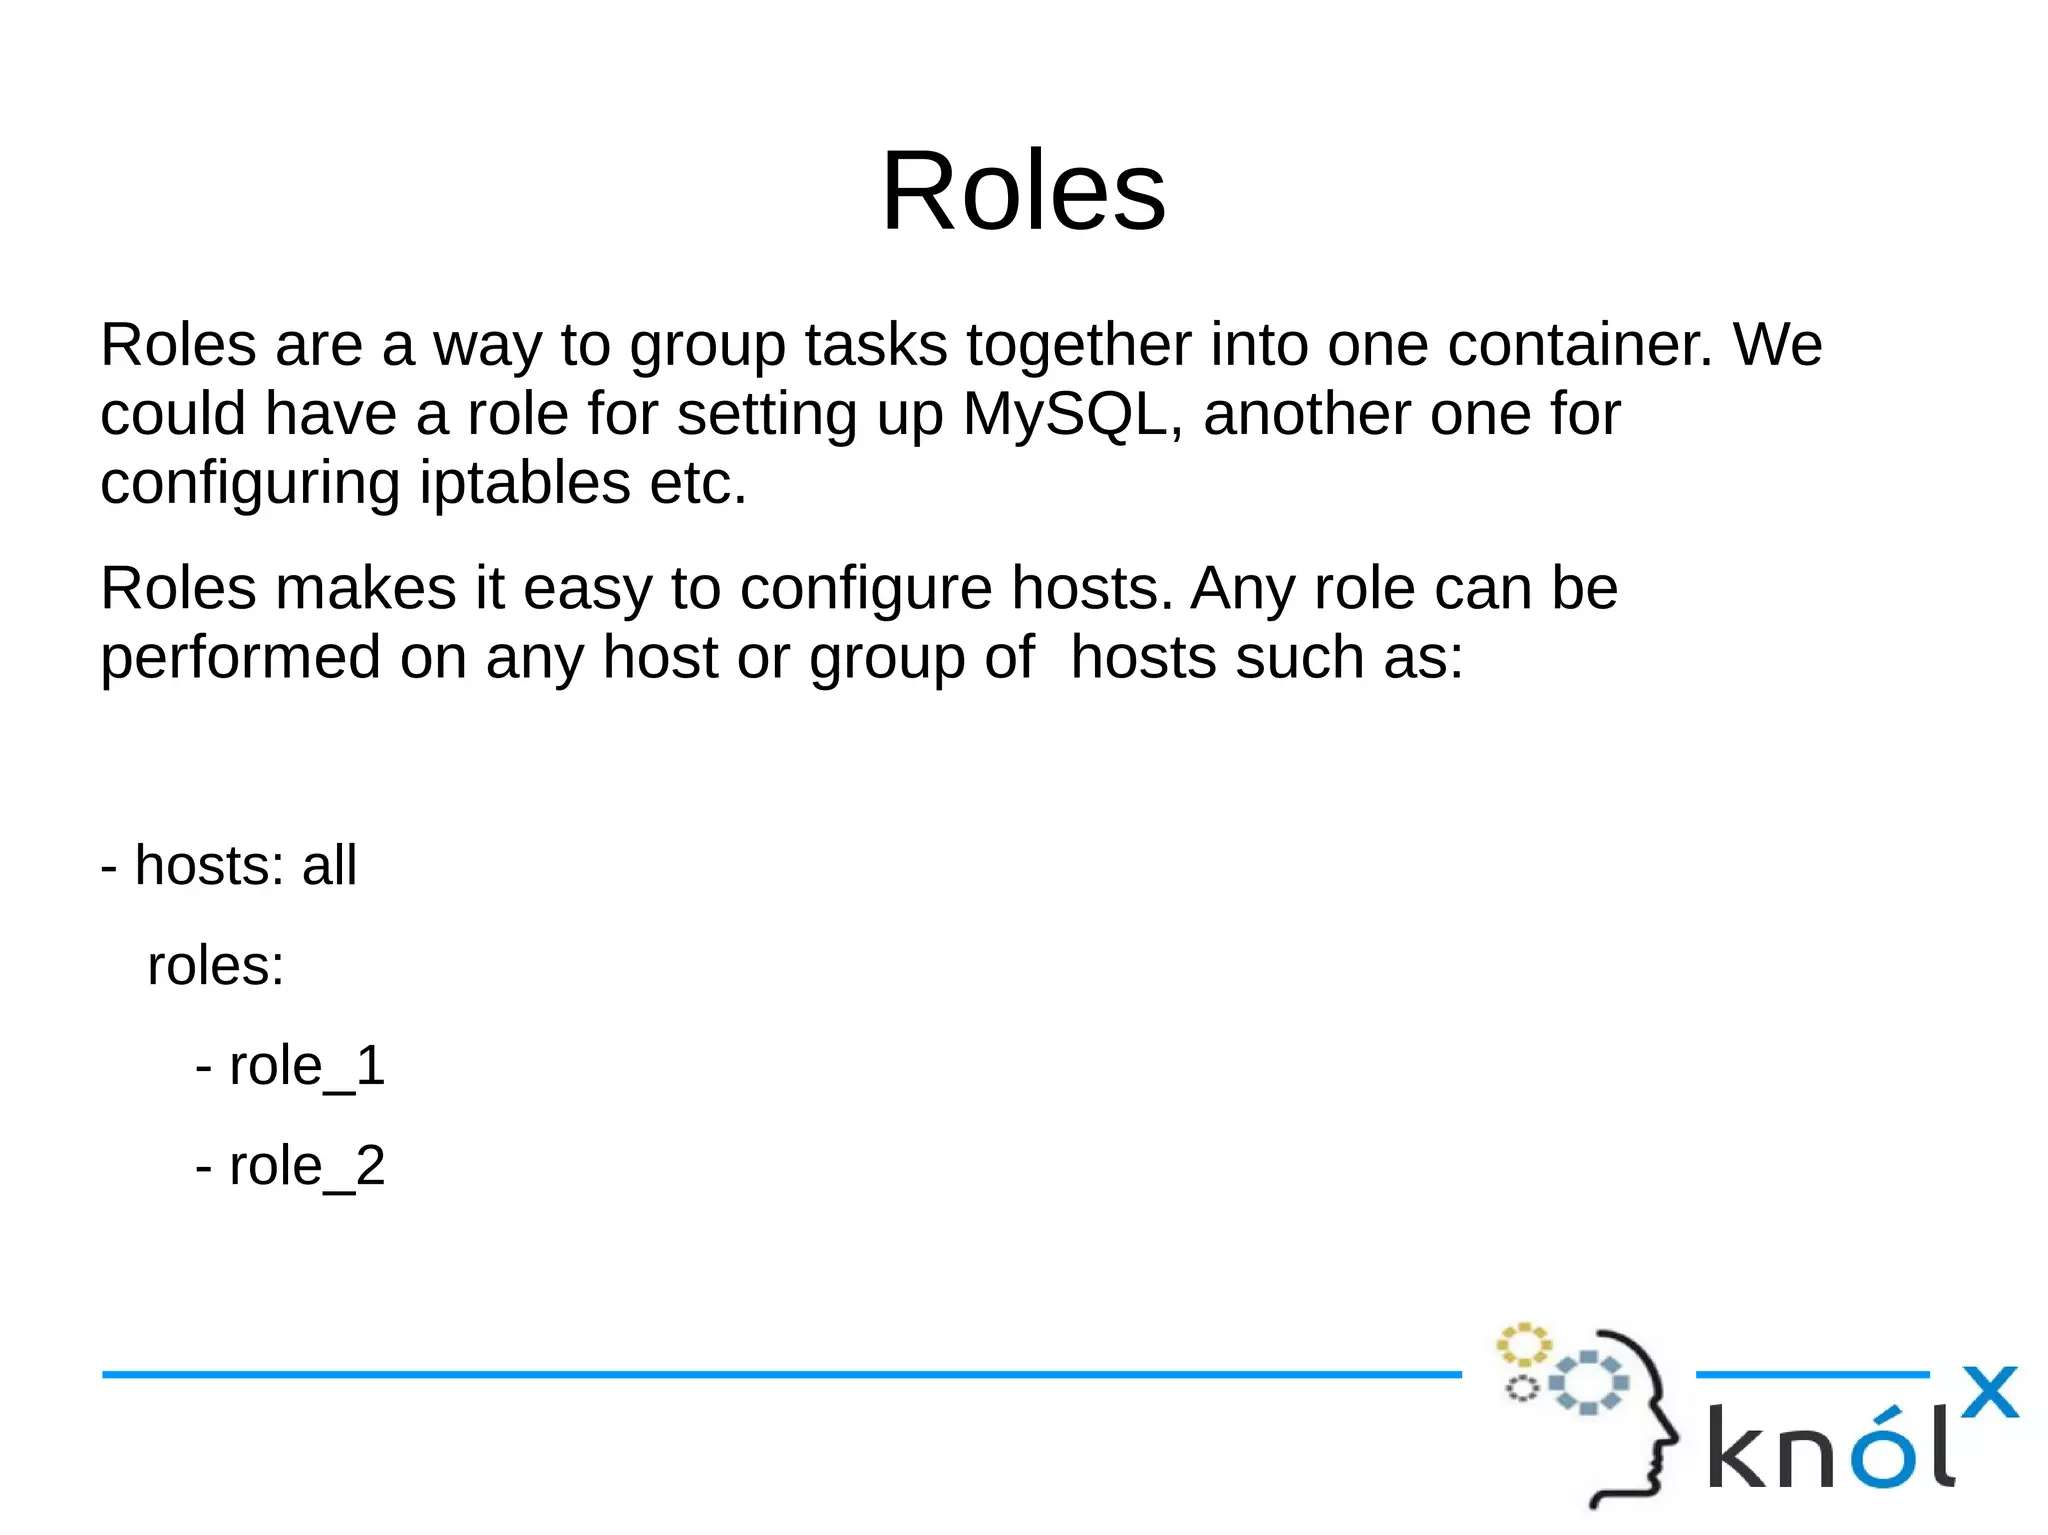 Roles
Roles are a way to group tasks together into one container. We
could have a role for setting up MySQL, another one for
configuring iptables etc.
Roles makes it easy to configure hosts. Any role can be
performed on any host or group of  hosts such as:
- hosts: all
roles:
- role_1
- role_2
knólx